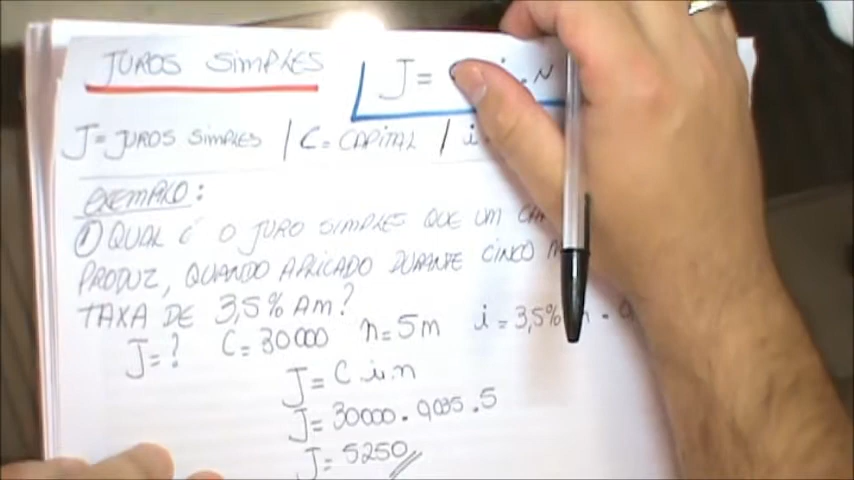 JUROS SIMPLES
J= i.N
J=JUROS SIMPLES | C=CAPITAL | i
EXEMPLO:
① QUAL É O JURO SIMPLES QUE UM
PRODUZ, QUANDO APLICADO DURANTE CINCO
TAXA DE 3,5% Am?
J=? C=30000 n=5m i=3,5%
J=C.i.n
J=30000.0,035.5
J=5250//